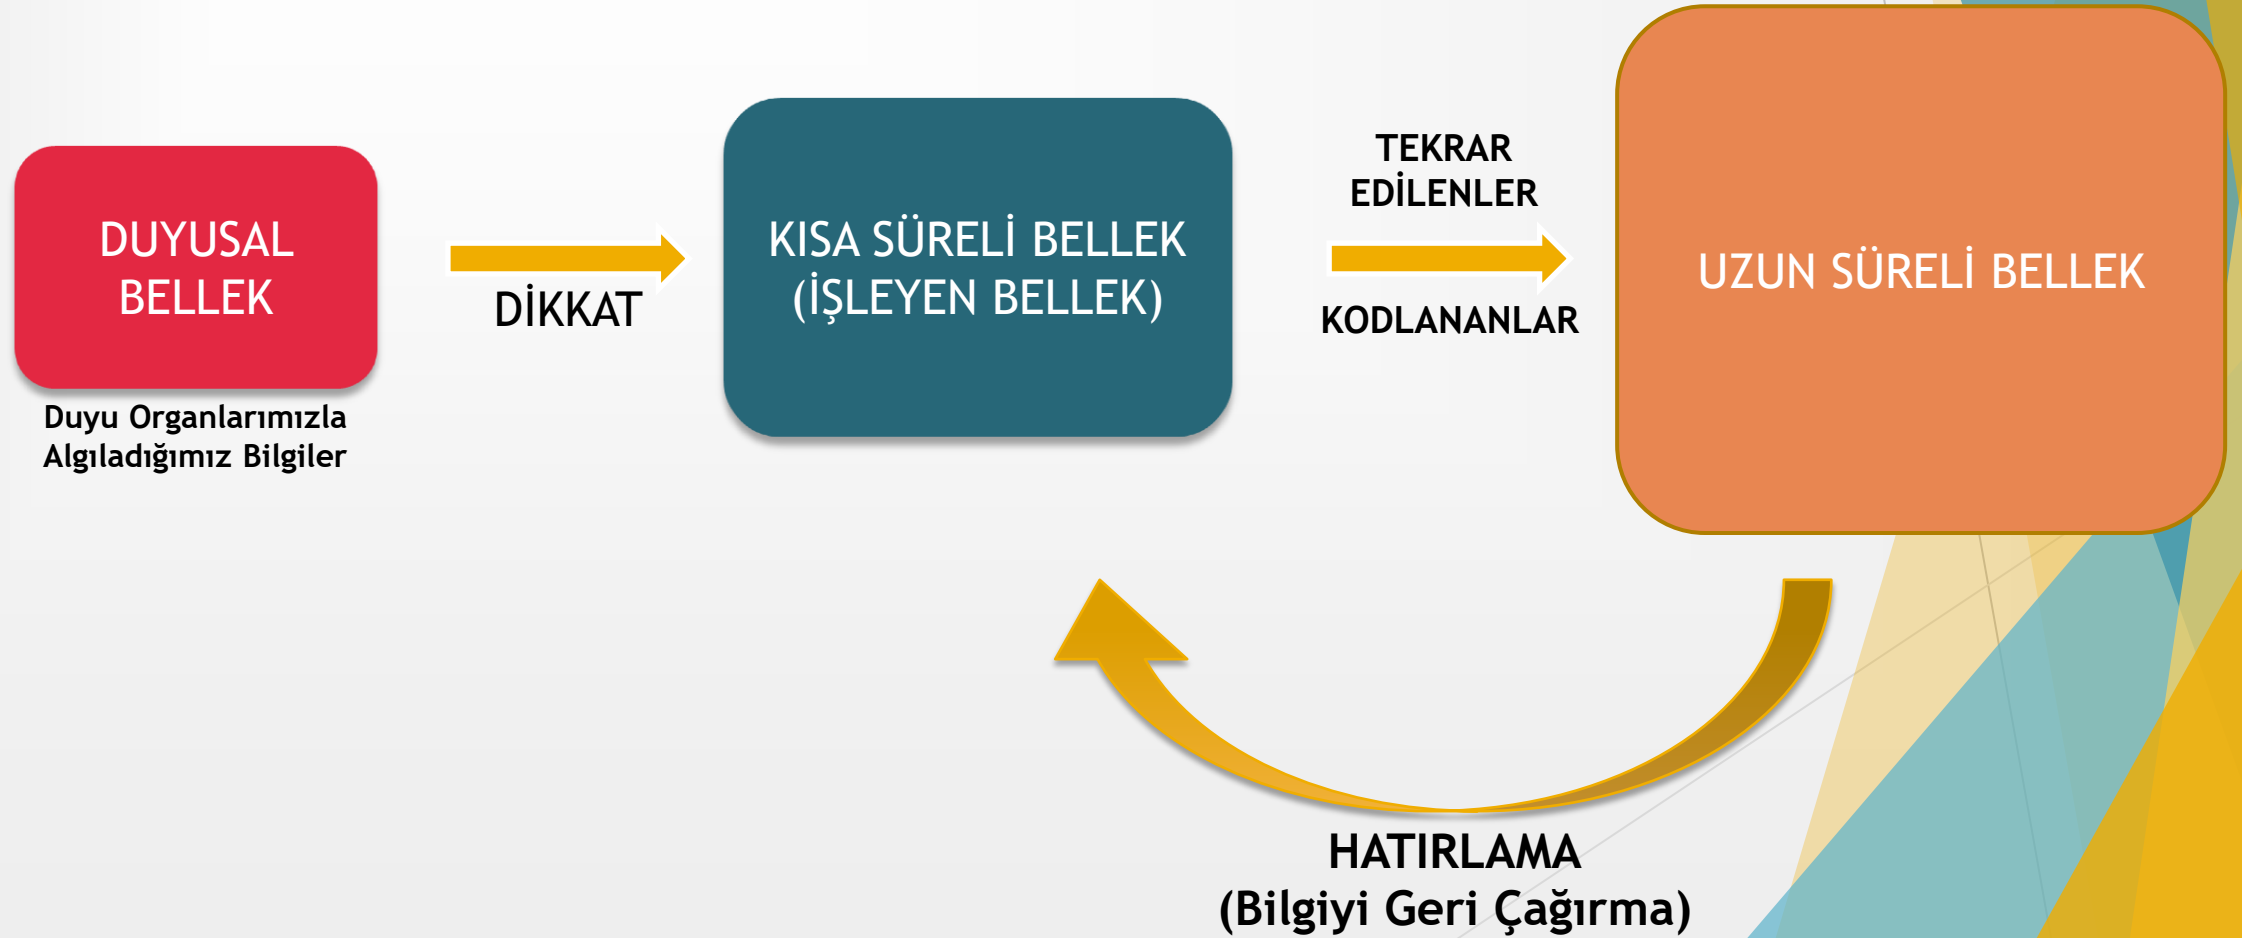 DUYUSAL
BELLEK
Duyu Organlarımızla
Algıladığımız Bilgiler
DİKKAT
KISA SÜRELİ BELLEK
(İŞLEYEN BELLEK)
TEKRAR
EDİLENLER
KODLANANLAR
UZUN SÜRELİ BELLEK
HATIRLAMA
(Bilgiyi Geri Çağırma)